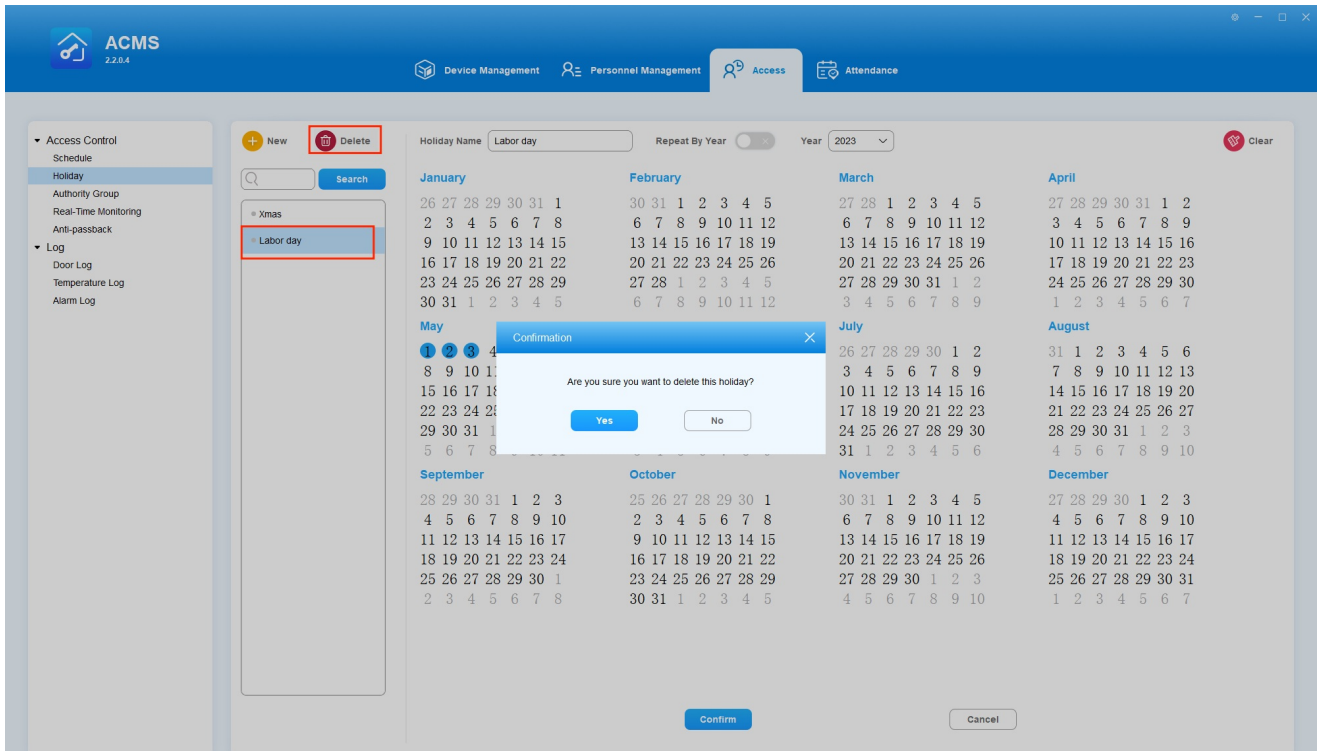 ACMS
2.2.0.4
Device Management
Personnel Management
Access
Attendance
Access Control
Schedule
Holiday
Authority Group
Real-Time Monitoring
Anti-passback
Log
Door Log
Temperature Log
Alarm Log
New
Delete
Search
Xmas
Labor day
Holiday Name Labor day Repeat By Year Year 2023 Clear
January
26 27 28 29 30 31 1
2 3 4 5 6 7 8
9 10 11 12 13 14 15
16 17 18 19 20 21 22
23 24 25 26 27 28 29
30 31 1 2 3 4 5
February
30 31 1 2 3 4 5
6 7 8 9 10 11 12
13 14 15 16 17 18 19
20 21 22 23 24 25 26
27 28 1 2 3 4 5
6 7 8 9 10 11 12
March
27 28 1 2 3 4 5
6 7 8 9 10 11 12
13 14 15 16 17 18 19
20 21 22 23 24 25 26
27 28 29 30 31 1 2
3 4 5 6 7 8 9
April
27 28 29 30 31 1 2
3 4 5 6 7 8 9
10 11 12 13 14 15 16
17 18 19 20 21 22 23
24 25 26 27 28 29 30
1 2 3 4 5 6 7
May
1 2 3 4
8 9 10
15 16 17
22 23 24
29 30 31
5 6 7 8
Confirmation
Are you sure you want to delete this holiday?
Yes
No
July
26 27 28 29 30 1 2
3 4 5 6 7 8 9
10 11 12 13 14 15 16
17 18 19 20 21 22 23
24 25 26 27 28 29 30
31 1 2 3 4 5 6
August
31 1 2 3 4 5 6
7 8 9 10 11 12 13
14 15 16 17 18 19 20
21 22 23 24 25 26 27
28 29 30 31 1 2 3
4 5 6 7 8 9 10
September
28 29 30 31 1 2 3
4 5 6 7 8 9 10
11 12 13 14 15 16 17
18 19 20 21 22 23 24
25 26 27 28 29 30 1
2 3 4 5 6 7 8
October
25 26 27 28 29 30 1
2 3 4 5 6 7 8
9 10 11 12 13 14 15
16 17 18 19 20 21 22
23 24 25 26 27 28 29
30 31 1 2 3 4 5
November
30 31 1 2 3 4 5
6 7 8 9 10 11 12
13 14 15 16 17 18 19
20 21 22 23 24 25 26
27 28 29 30 1 2 3
4 5 6 7 8 9 10
December
27 28 29 30 1 2 3
4 5 6 7 8 9 10
11 12 13 14 15 16 17
18 19 20 21 22 23 24
25 26 27 28 29 30 31
1 2 3 4 5 6 7
Confirm
Cancel